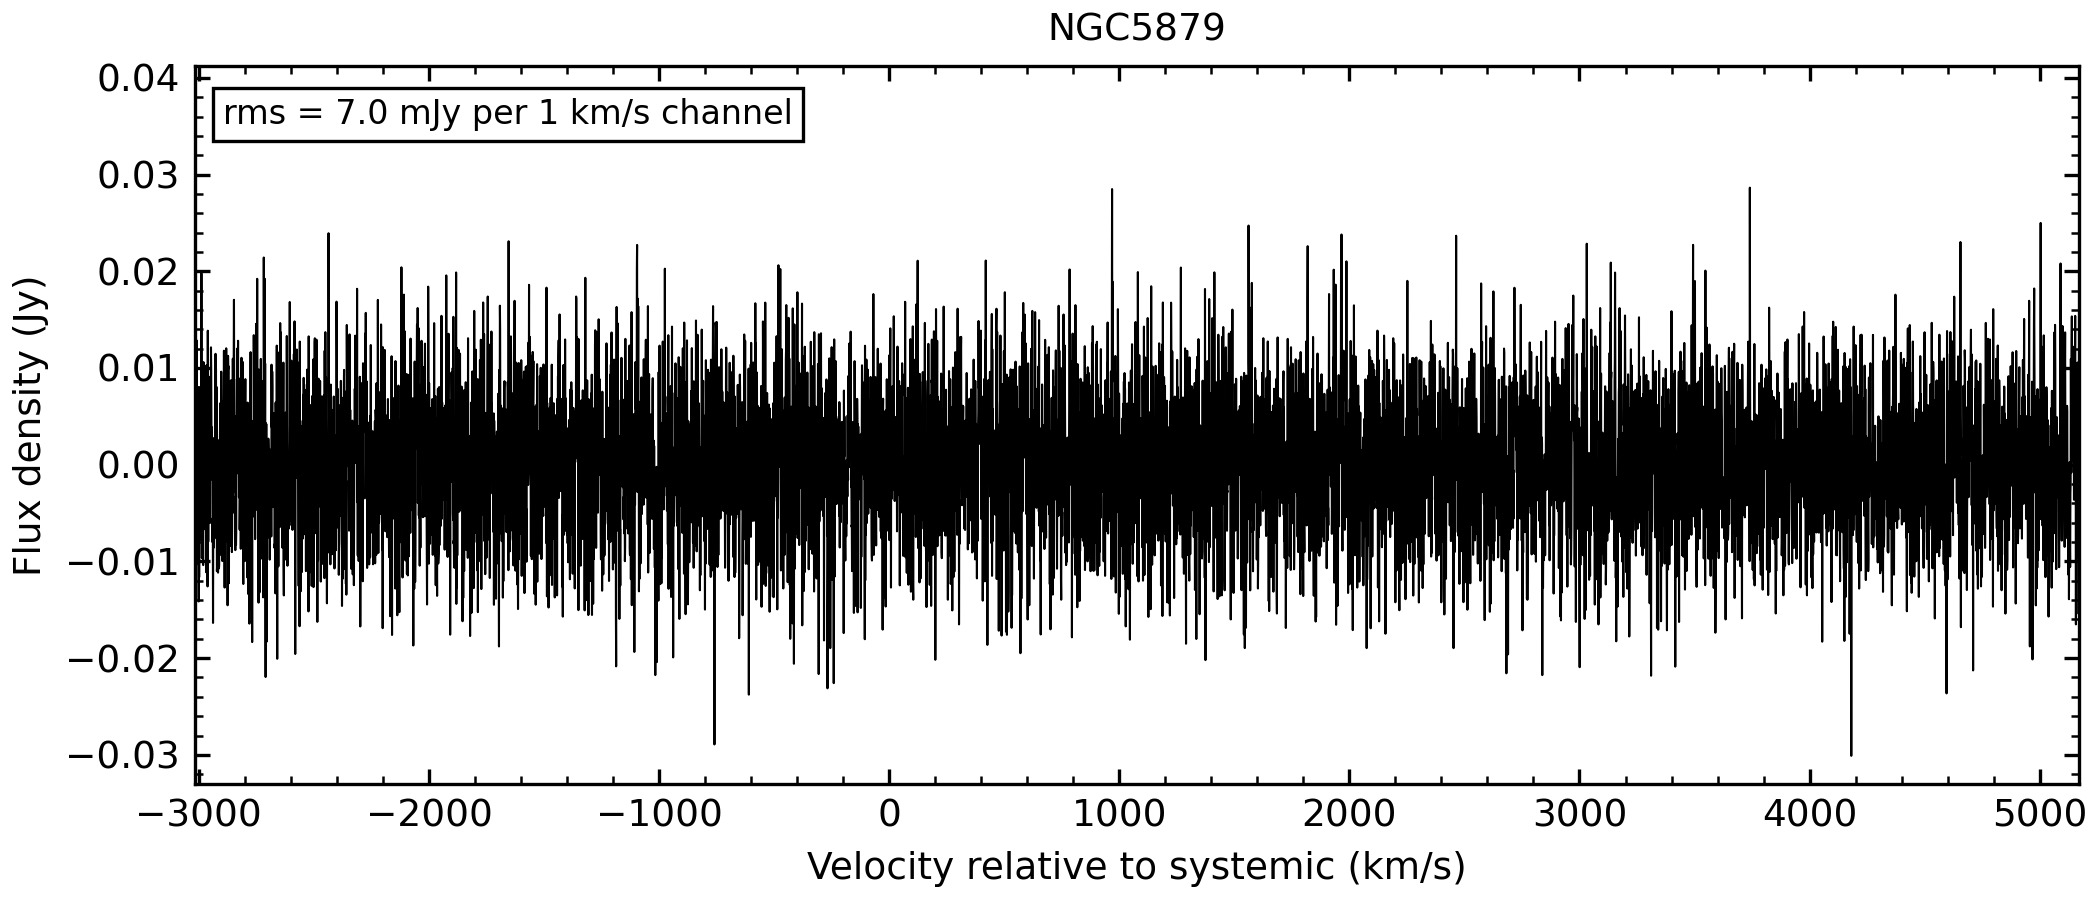 NGC5879
rms = 7.0 mJy per 1 km/s channel
Flux density (Jy)
0.04
0.03
0.02
0.01
0.00
−0.01
−0.02
−0.03
−3000 −2000 −1000 0 1000 2000 3000 4000 5000
Velocity relative to systemic (km/s)